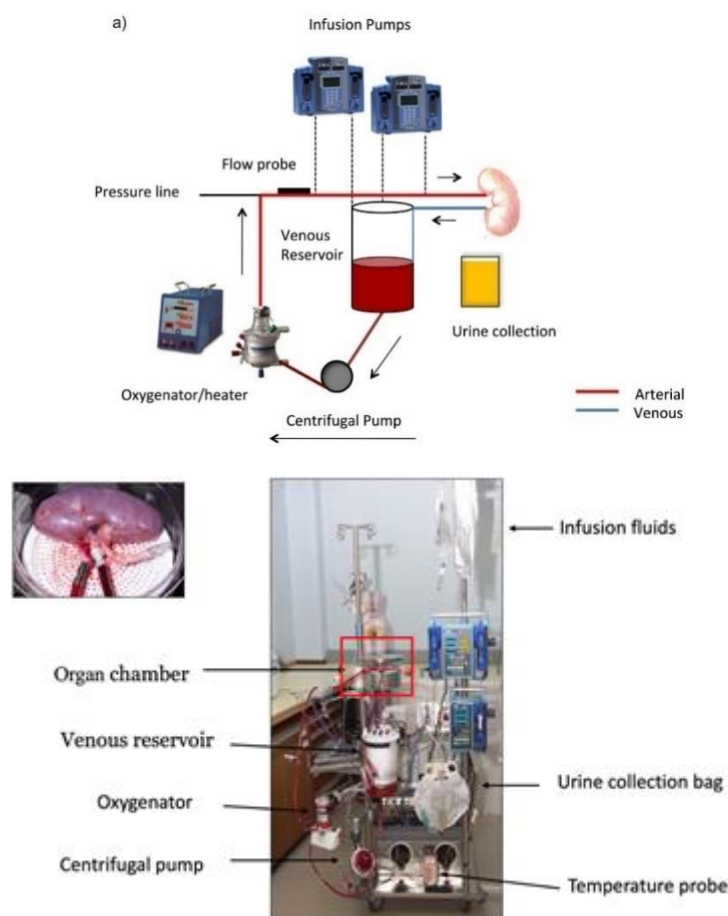 a)
Infusion Pumps
Flow probe
Pressure line
Venous
Reservoir
Urine collection
Oxygenator/heater
Arterial
Venous
Centrifugal Pump
Infusion fluids
Organ chamber
Venous reservoir
Urine collection bag
Oxygenator
Centrifugal pump
Temperature probe